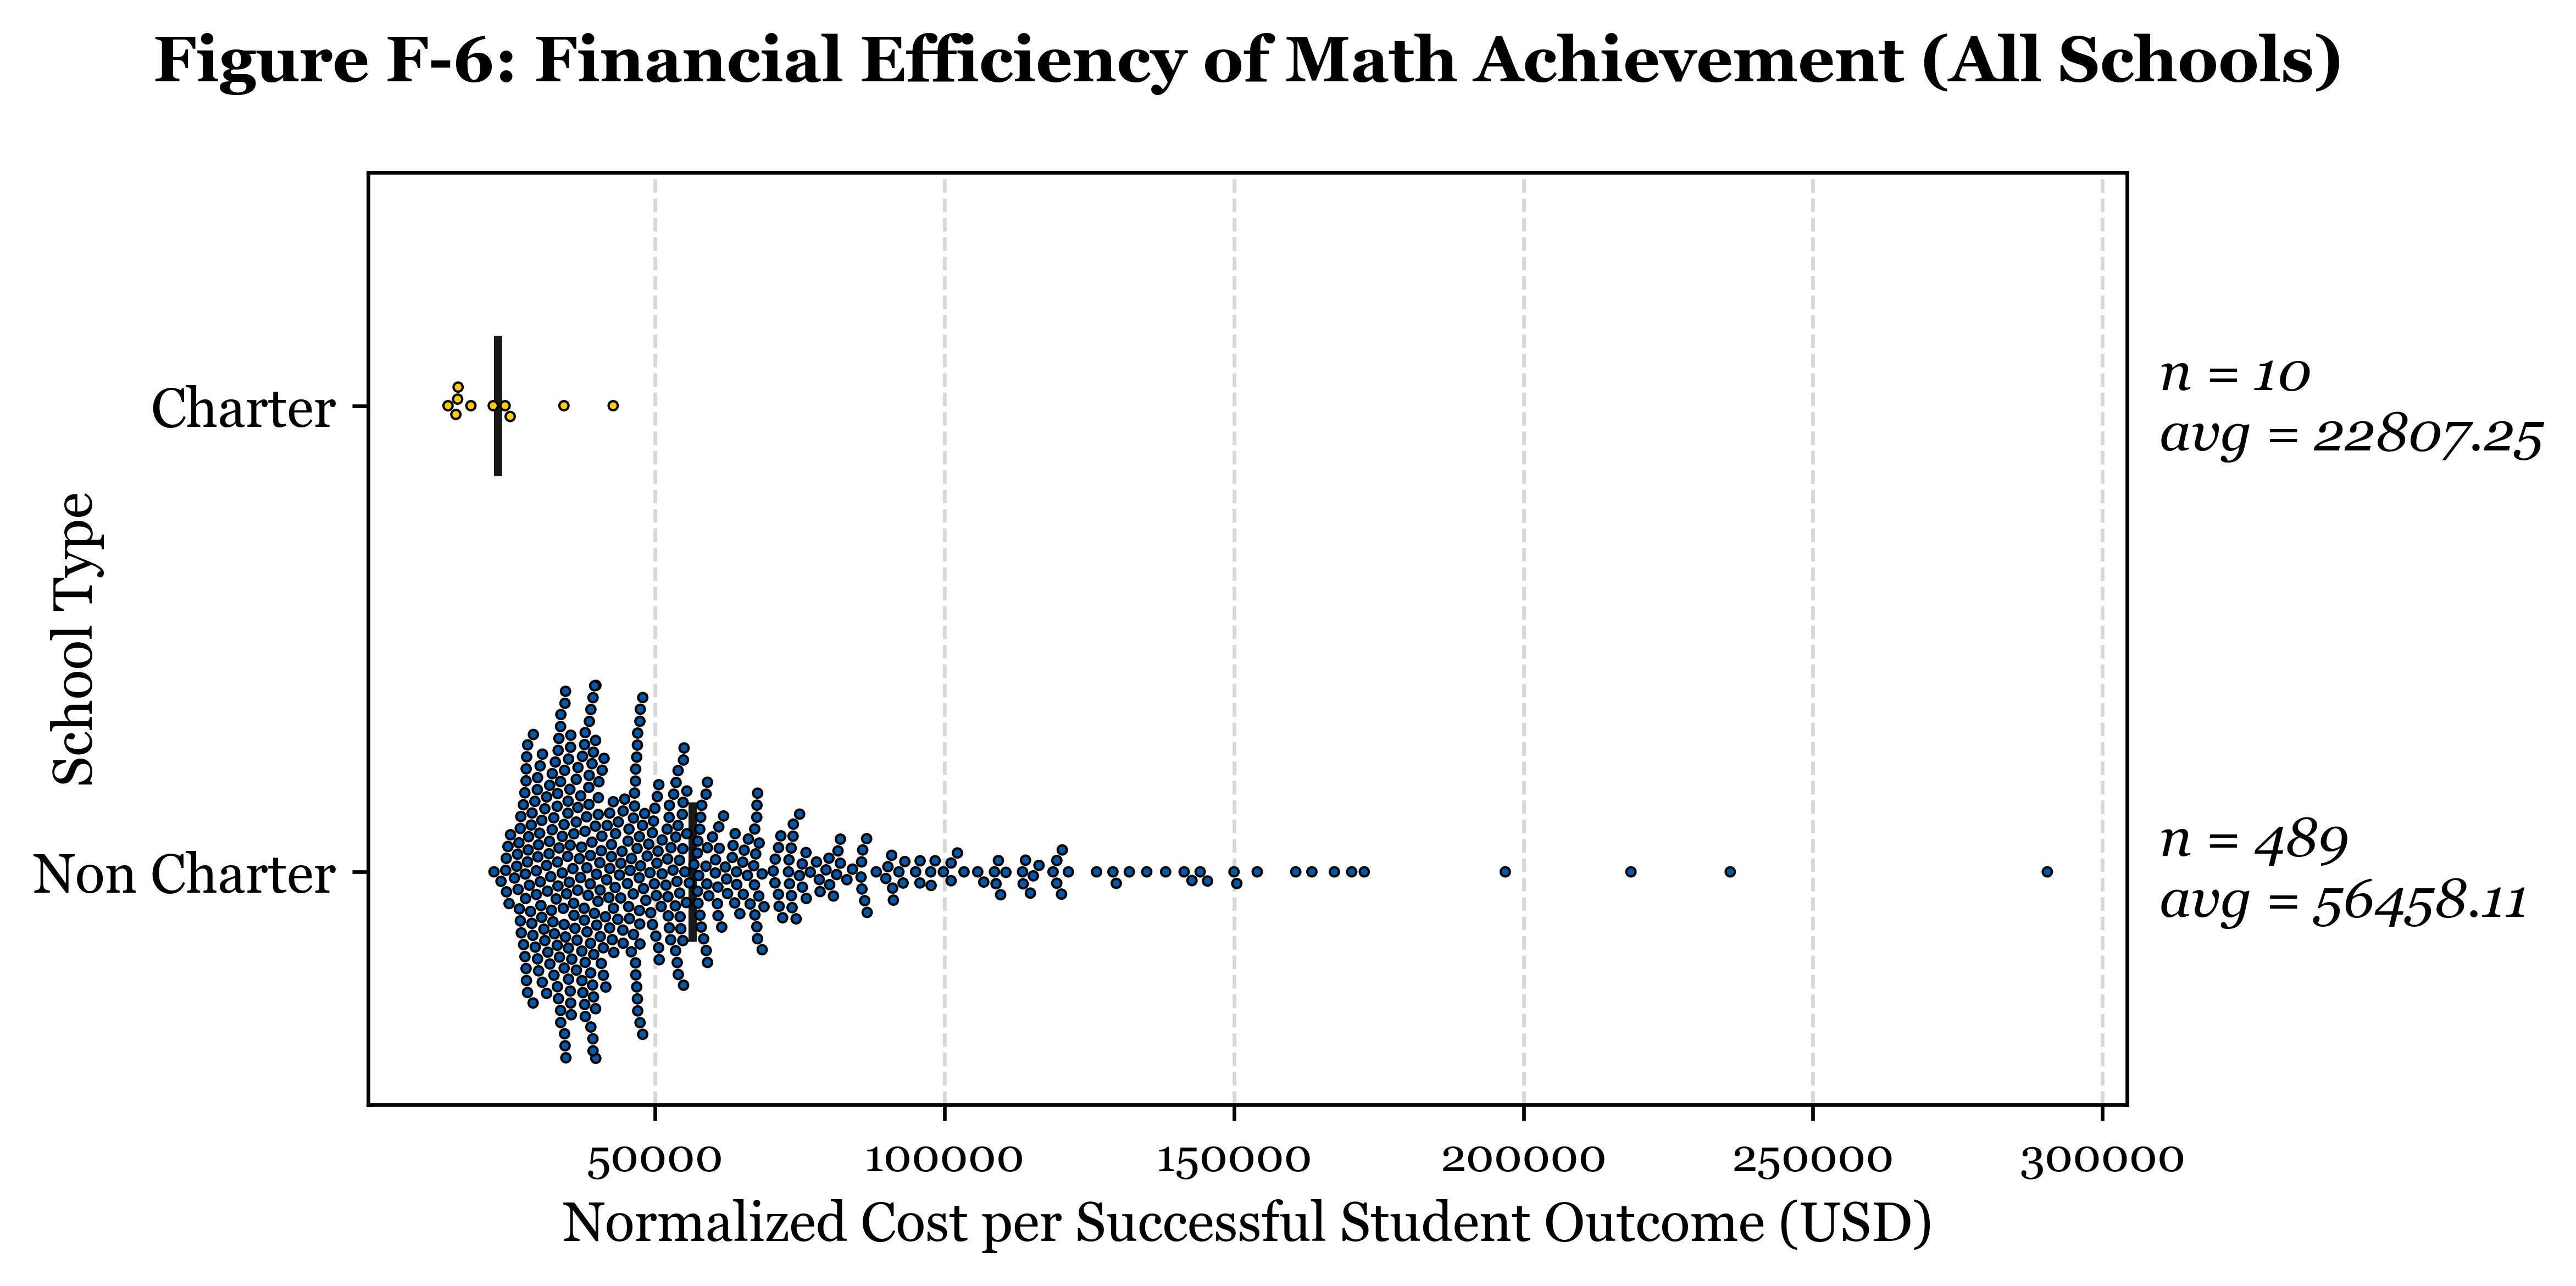 Figure F-6: Financial Efficiency of Math Achievement (All Schools)
Charter
n = 10
avg = 22807.25
School Type
Non Charter
n = 489
avg = 56458.11
50000 100000 150000 200000 250000 300000
Normalized Cost per Successful Student Outcome (USD)